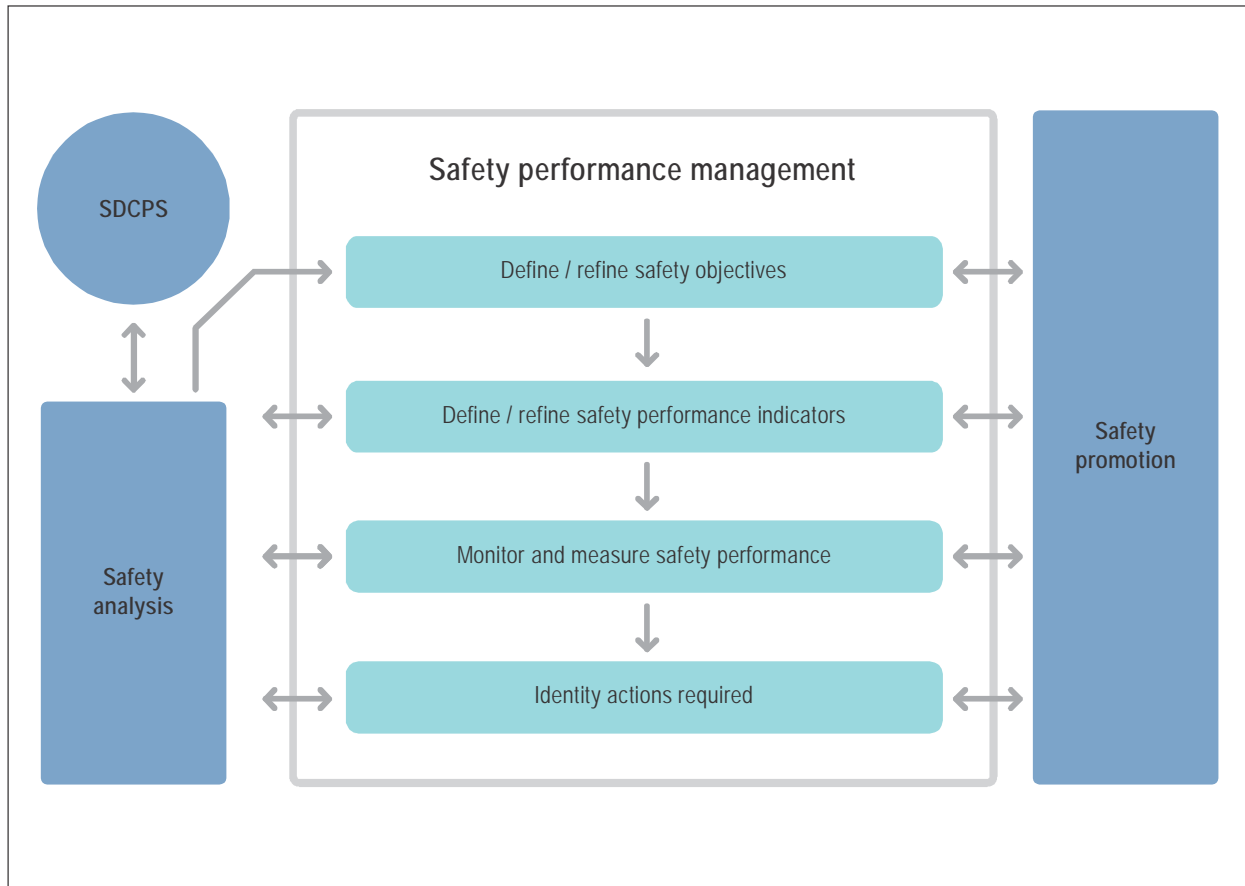 Safety performance management
SDCPS
Define / refine safety objectives
Define / refine safety performance indicators
Safety
promotion
Monitor and measure safety performance
Safety
analysis
Identity actions required